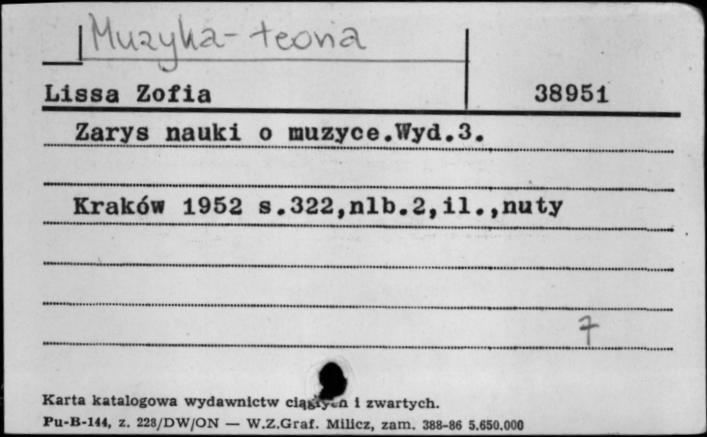 Muzyka - teoria
Lissa Zofia 38951
Zarys nauki o muzyce.Wyd.3.
Kraków 1952 s.322,nlb.2,il.,nuty
7
Karta katalogowa wydawnictw ciągłych i zwartych.
Pu-B-144, z. 228/DW/ON — W.Z.Graf. Milicz, zam. 388-86 5.650.000